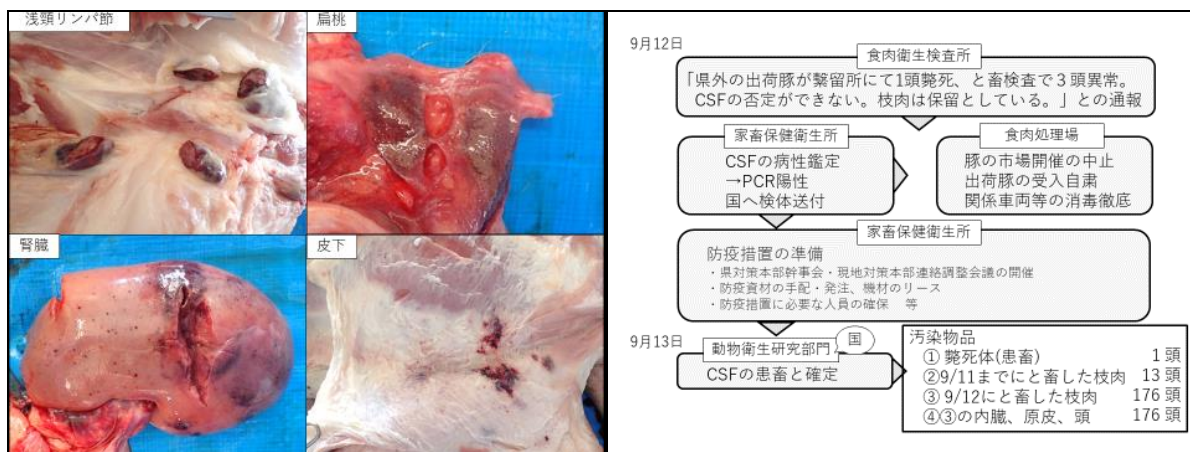 浅頸リンパ節
扁桃
腎臓
皮下
9月12日
食肉衛生検査所
「県外の出荷豚が繋留所にて1頭斃死、と畜検査で３頭異常。
CSFの否定ができない。枝肉は保留としている。」との通報
家畜保健衛生所
CSFの病性鑑定
→PCR陽性
国へ検体送付
食肉処理場
豚の市場開催の中止
出荷豚の受入自粛
関係車両等の消毒徹底
家畜保健衛生所
防疫措置の準備
・県対策本部幹事会・現地対策本部連絡調整会議の開催
・防疫資材の手配・発注、機材のリース
・防疫措置に必要な人員の確保　等
9月13日
動物衛生研究部門
国
CSFの患畜と確定
汚染物品
① 斃死体(患畜) 1 頭
②9/11までにと畜した枝肉 13 頭
③ 9/12にと畜した枝肉 176 頭
④③の内臓、原皮、頭 176 頭